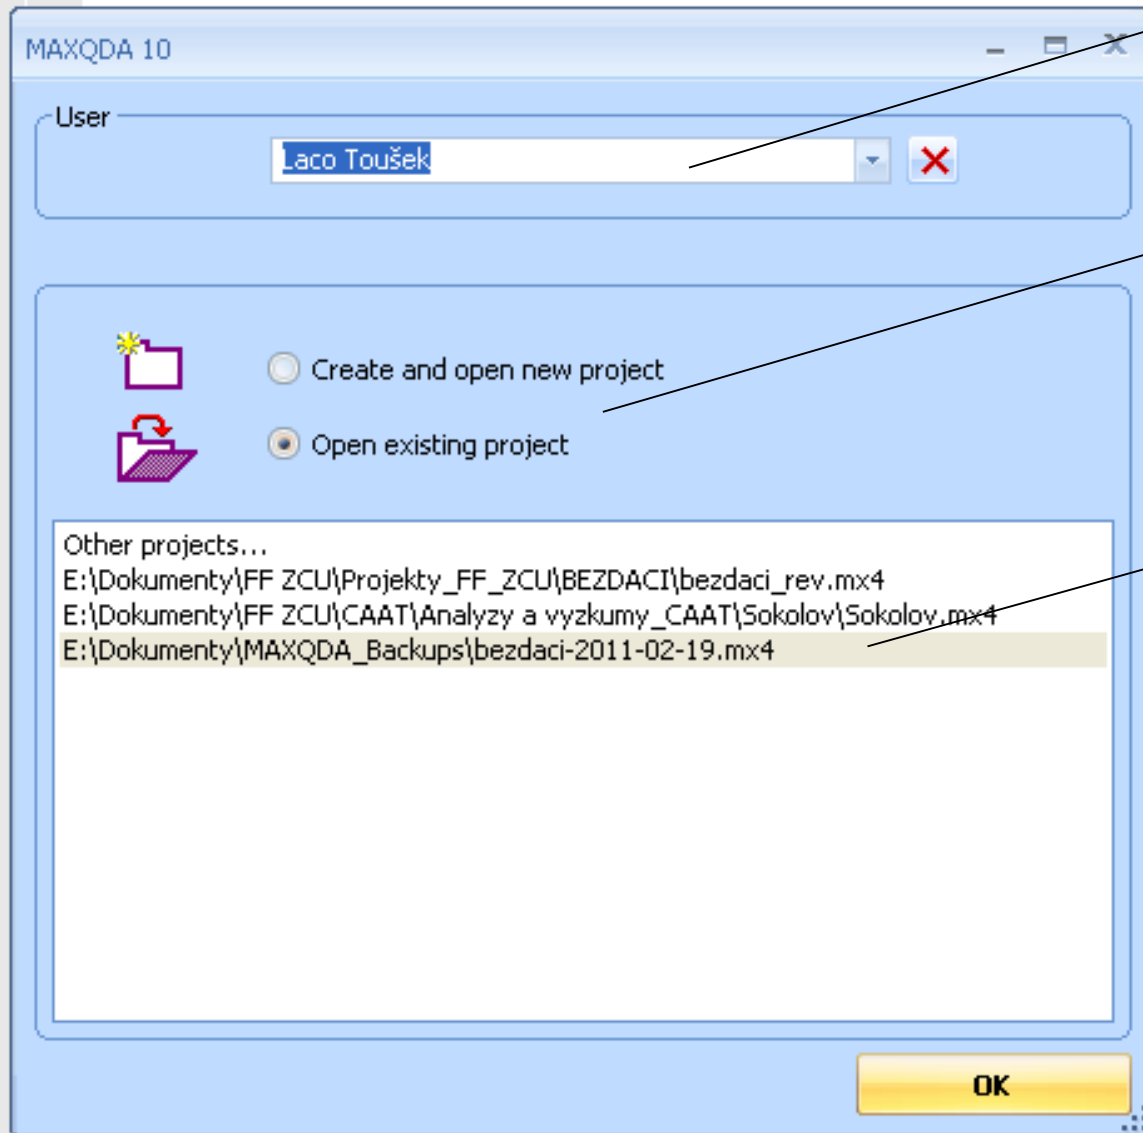 MAXQDA 10
User
Laco Toušek
Create and open new project
Open existing project
Other projects...
E:\Dokumenty\FF ZCU\Projekty_FF_ZCU\BEZDACI\bezdaci_rev.mx4
E:\Dokumenty\FF ZCU\CAAT\Analyzy a vyzkumy_CAAT\Sokolov\Sokolov.mx4
E:\Dokumenty\MAXQDA_Backups\bezdaci-2011-02-19.mx4
OK